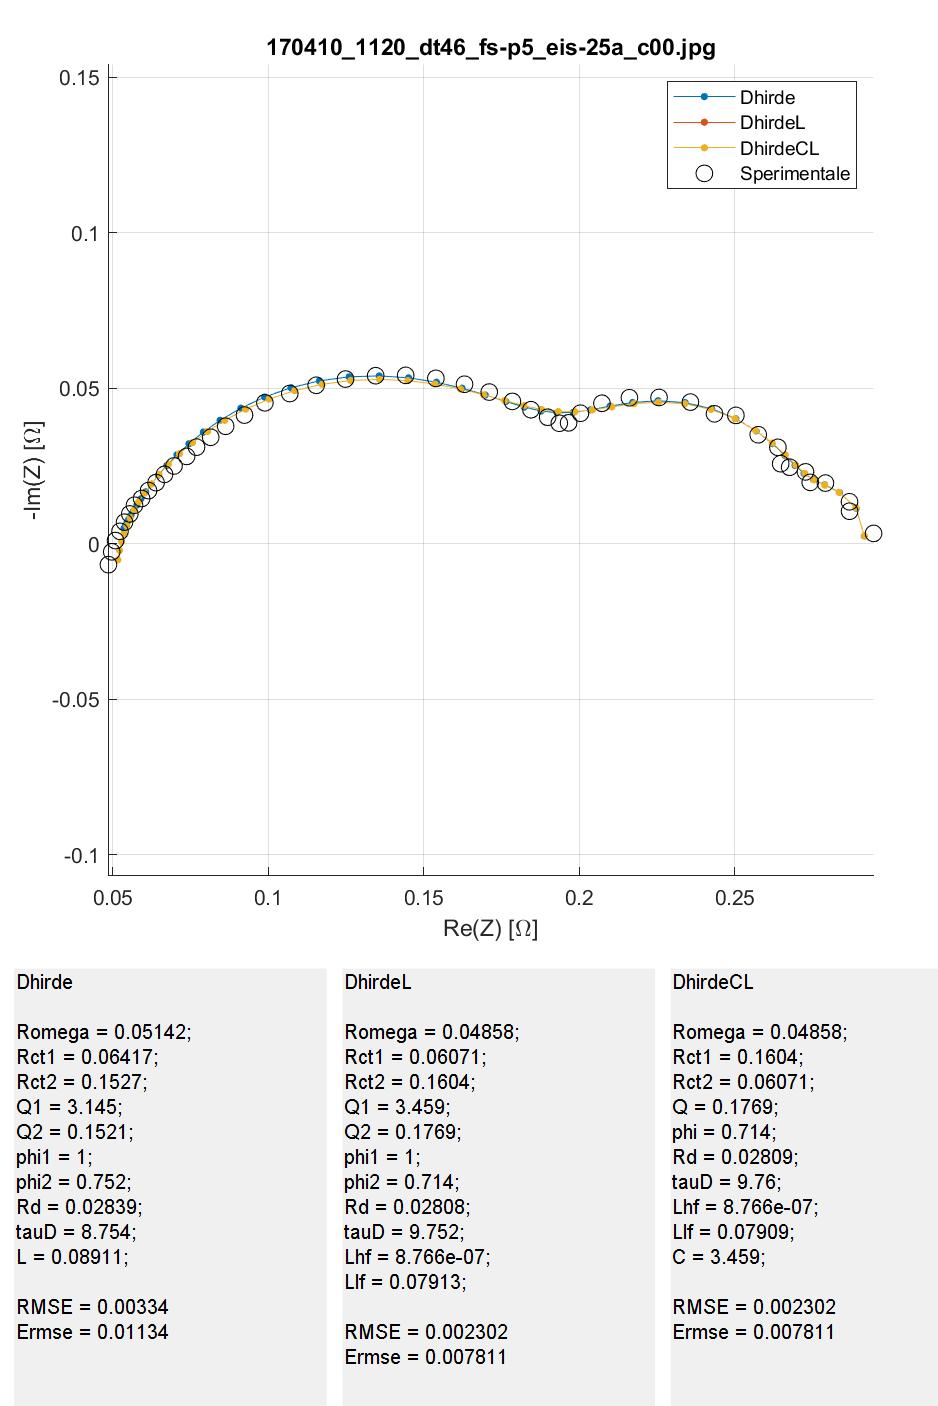 170410_1120_dt46_fs-p5_eis-25a_c00.jpg
0.15
0.1
0.05
0
-0.05
-0.1
-Im(Z) [Ω]
Dhirde
DhirdeL
DhirdeCL
Sperimentale
0.05 0.1 0.15 0.2 0.25
Re(Z) [Ω]
Dhirde
Romega = 0.05142;
Rct1 = 0.06417;
Rct2 = 0.1527;
Q1 = 3.145;
Q2 = 0.1521;
phi1 = 1;
phi2 = 0.752;
Rd = 0.02839;
tauD = 8.754;
L = 0.08911;
RMSE = 0.00334
Ermse = 0.01134
DhirdeL
Romega = 0.04858;
Rct1 = 0.06071;
Rct2 = 0.1604;
Q1 = 3.459;
Q2 = 0.1769;
phi1 = 1;
phi2 = 0.714;
Rd = 0.02808;
tauD = 9.752;
Lhf = 8.766e-07;
Llf = 0.07913;
RMSE = 0.002302
Ermse = 0.007811
DhirdeCL
Romega = 0.04858;
Rct1 = 0.1604;
Rct2 = 0.06071;
Q = 0.1769;
phi = 0.714;
Rd = 0.02809;
tauD = 9.76;
Lhf = 8.766e-07;
Llf = 0.07909;
C = 3.459;
RMSE = 0.002302
Ermse = 0.007811